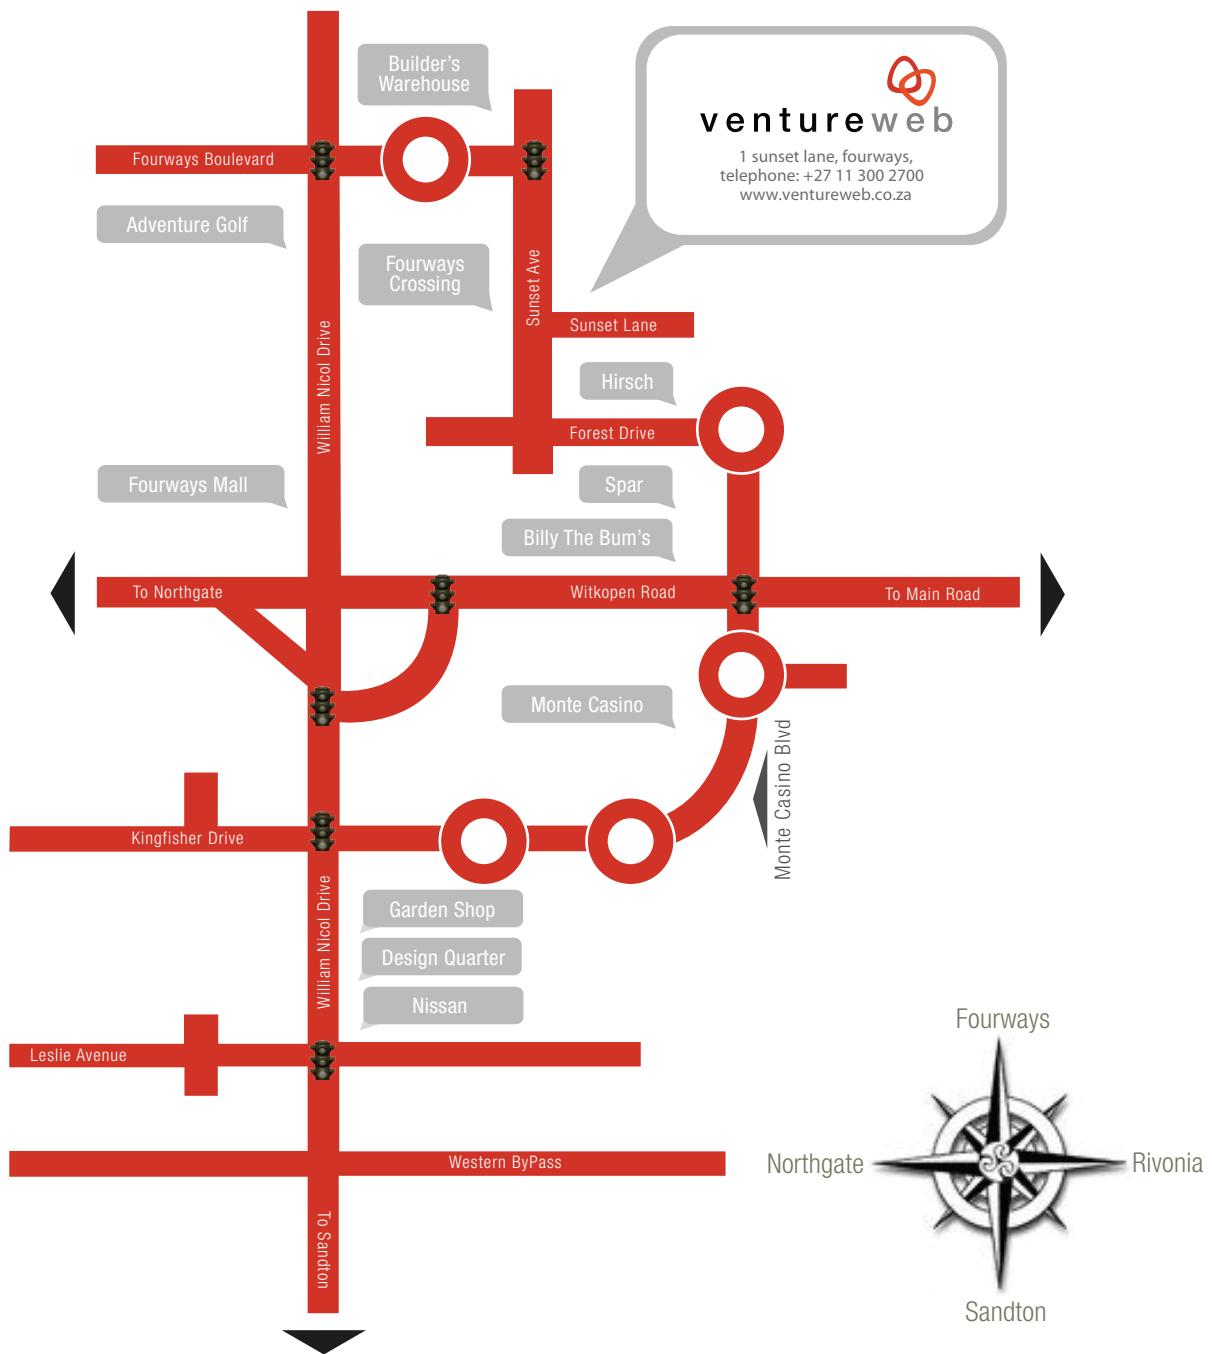 Builder's
Warehouse
ventureweb
1 sunset lane, fourways,
telephone: +27 11 300 2700
www.ventureweb.co.za
Fourways Boulevard
Adventure Golf
Fourways
Crossing
Sunset Ave
Sunset Lane
William Nicol Drive
Hirsch
Forest Drive
Fourways Mall
Spar
Billy The Bum's
To Northgate
Witkopen Road
To Main Road
Monte Casino
Monte Casino Blvd
Kingfisher Drive
William Nicol Drive
Garden Shop
Design Quarter
Nissan
Leslie Avenue
Western ByPass
To Sandton
Fourways
Northgate
Rivonia
Sandton